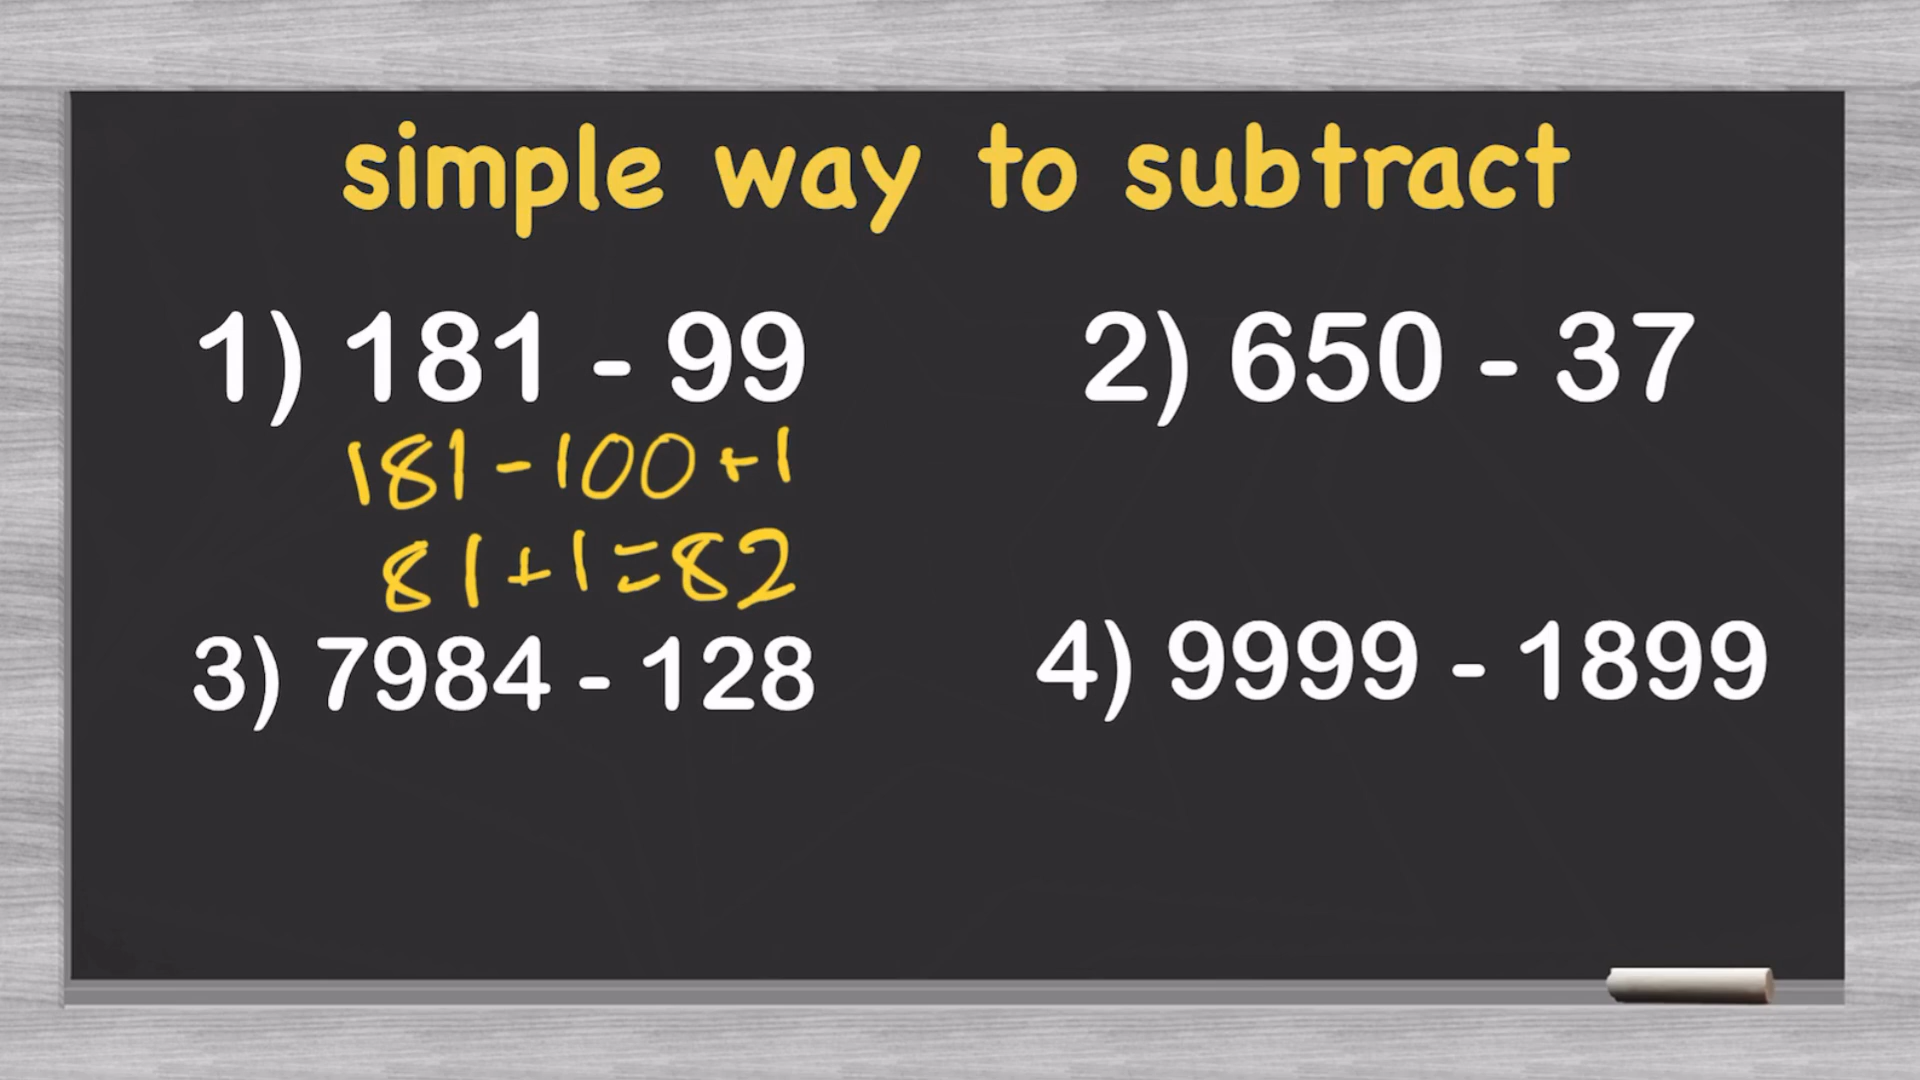 simple way to subtract
1) 181 - 99
181-100+1
81+1=82
2) 650 - 37
3) 7984 - 128
4) 9999 - 1899